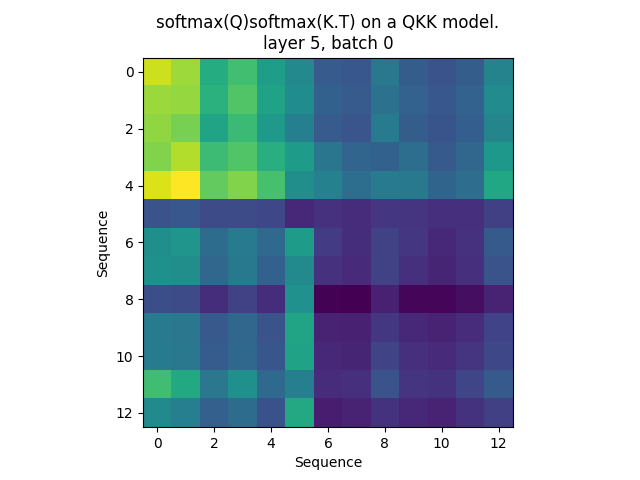 softmax(Q)softmax(K.T) on a QKK model.
layer 5, batch 0
0
2
4
6
8
10
12
Sequence
0 2 4 6 8 10 12
Sequence